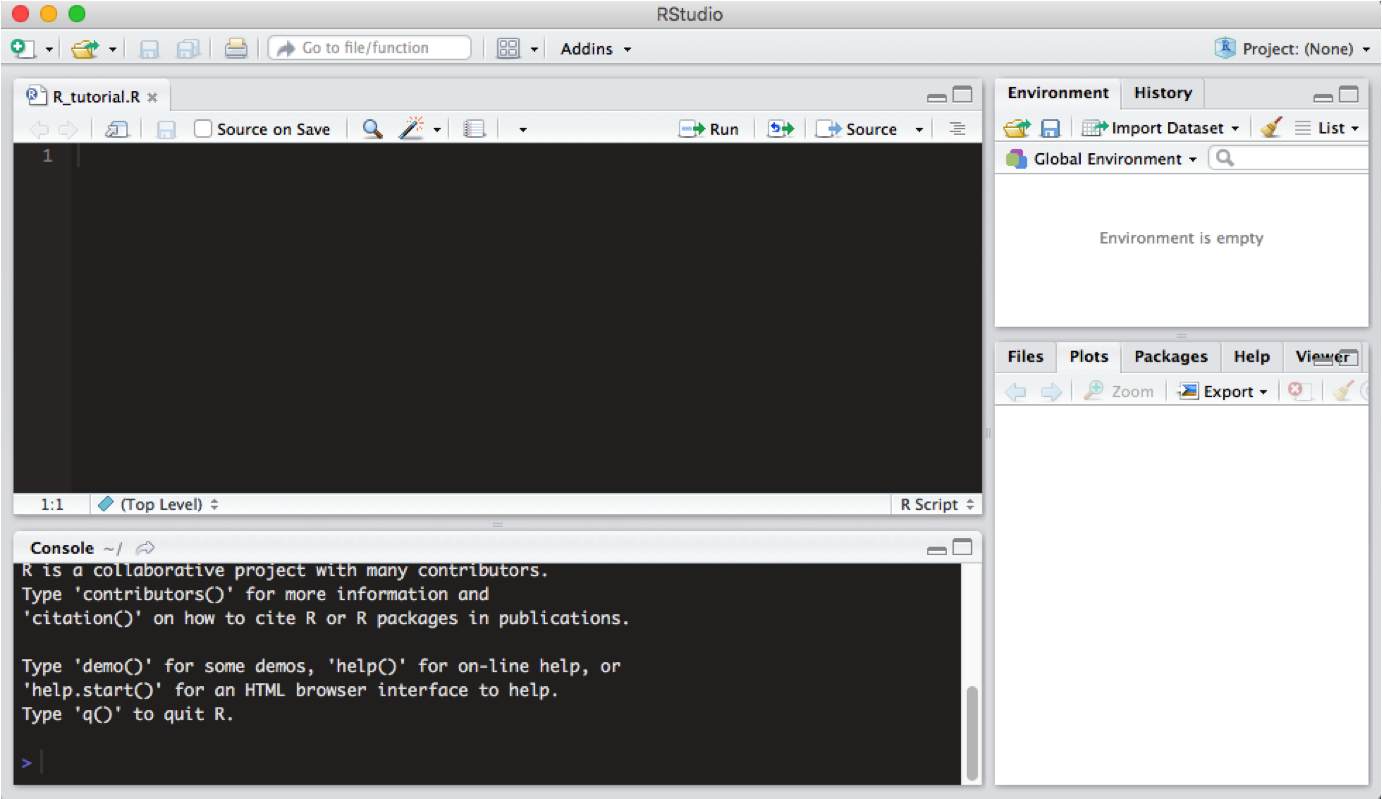 RStudio
Go to file/function
Addins
Project: (None)
R_tutorial.R
Source on Save
Run
Source
1
1:1
(Top Level)
R Script
Console ~/
R is a collaborative project with many contributors.
Type 'contributors()' for more information and
'citation()' on how to cite R or R packages in publications.
Type 'demo()' for some demos, 'help()' for on-line help, or
'help.start()' for an HTML browser interface to help.
Type 'q()' to quit R.
>
Environment History
Import Dataset
List
Global Environment
Environment is empty
Files Plots Packages Help Viewer
Zoom
Export